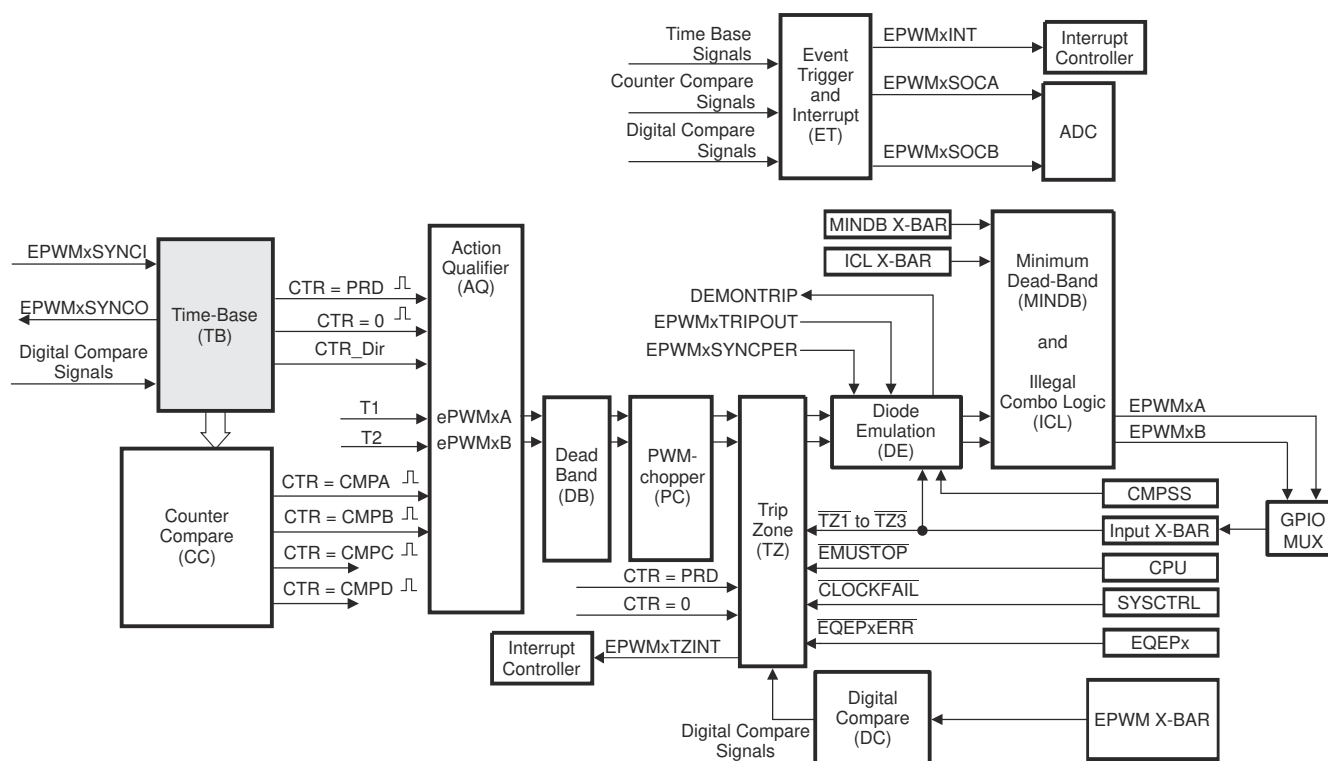 Time Base
Signals
Counter Compare
Signals
Digital Compare
Signals
Event
Trigger
and
Interrupt
(ET)
EPWMxINT
EPWMxSOCA
EPWMxSOCB
Interrupt
Controller
ADC
EPWMxSYNCI
EPWMxSYNCO
Digital Compare
Signals
Time-Base
(TB)
CTR = PRD
CTR = 0
CTR_Dir
T1
T2
Action
Qualifier
(AQ)
ePWMxA
ePWMxB
Counter
Compare
(CC)
CTR = CMPA
CTR = CMPB
CTR = CMPC
CTR = CMPD
Dead
Band
(DB)
PWM-
chopper
(PC)
Trip
Zone
(TZ)
CTR = PRD
CTR = 0
EPWMxTZINT
Interrupt
Controller
DEMONTRIP
EPWMxTRIPOUT
EPWMxSYNCPER
Diode
Emulation
(DE)
MINDB X-BAR
ICL X-BAR
Minimum
Dead-Band
(MINDB)
and
Illegal
Combo Logic
(ICL)
EPWMxA
EPWMxB
GPIO
MUX
CMPSS
TZ1 to TZ3
Input X-BAR
EMUSTOP
CPU
CLOCKFAIL
SYSCTRL
EQEPxERR
EQEPx
Digital Compare
Signals
Digital
Compare
(DC)
EPWM X-BAR